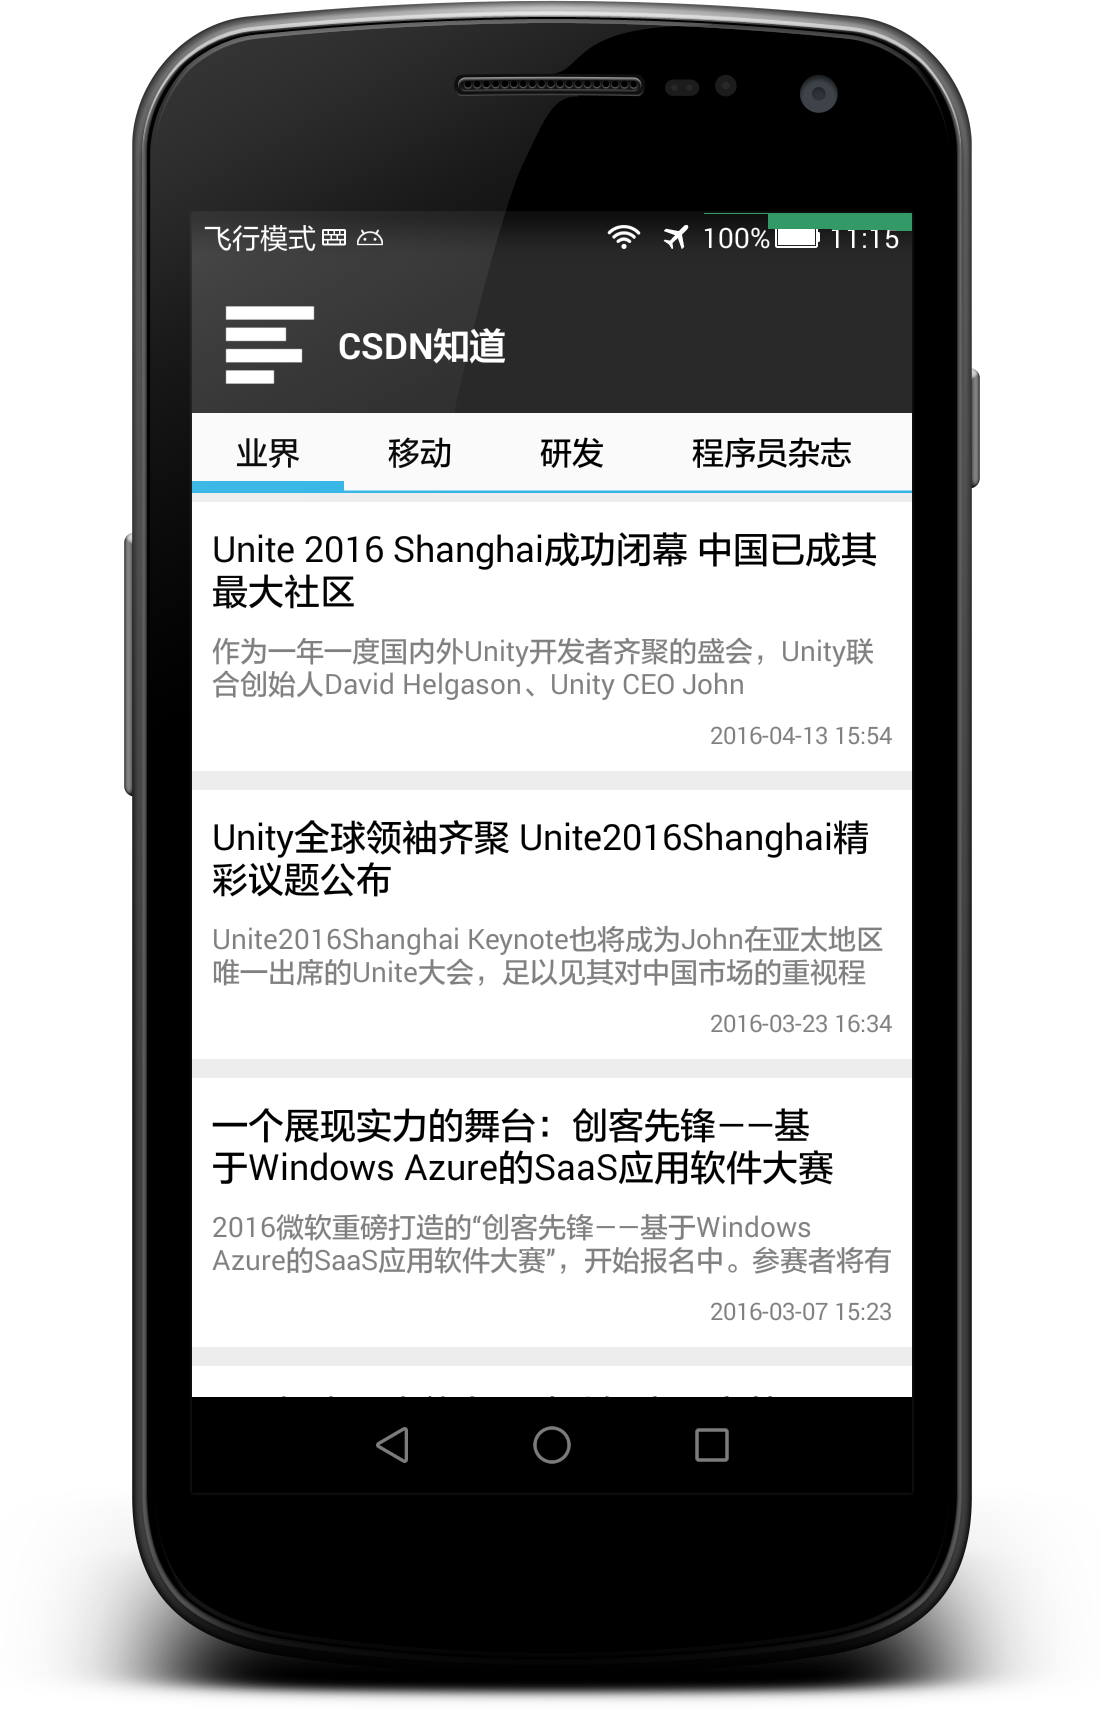 飞行模式 100% 11:15
CSDN知道
业界 移动 研发 程序员杂志
Unite 2016 Shanghai成功闭幕 中国已成其
最大社区
作为一年一度国内外Unity开发者齐聚的盛会，Unity联
合创始人David Helgason、Unity CEO John
2016-04-13 15:54
Unity全球领袖齐聚 Unite2016Shanghai精
彩议题公布
Unite2016Shanghai Keynote也将成为John在亚太地区
唯一出席的Unite大会，足以见其对中国市场的重视程
2016-03-23 16:34
一个展现实力的舞台：创客先锋——基
于Windows Azure的SaaS应用软件大赛
2016微软重磅打造的“创客先锋——基于Windows
Azure的SaaS应用软件大赛”，开始报名中。参赛者将有
2016-03-07 15:23